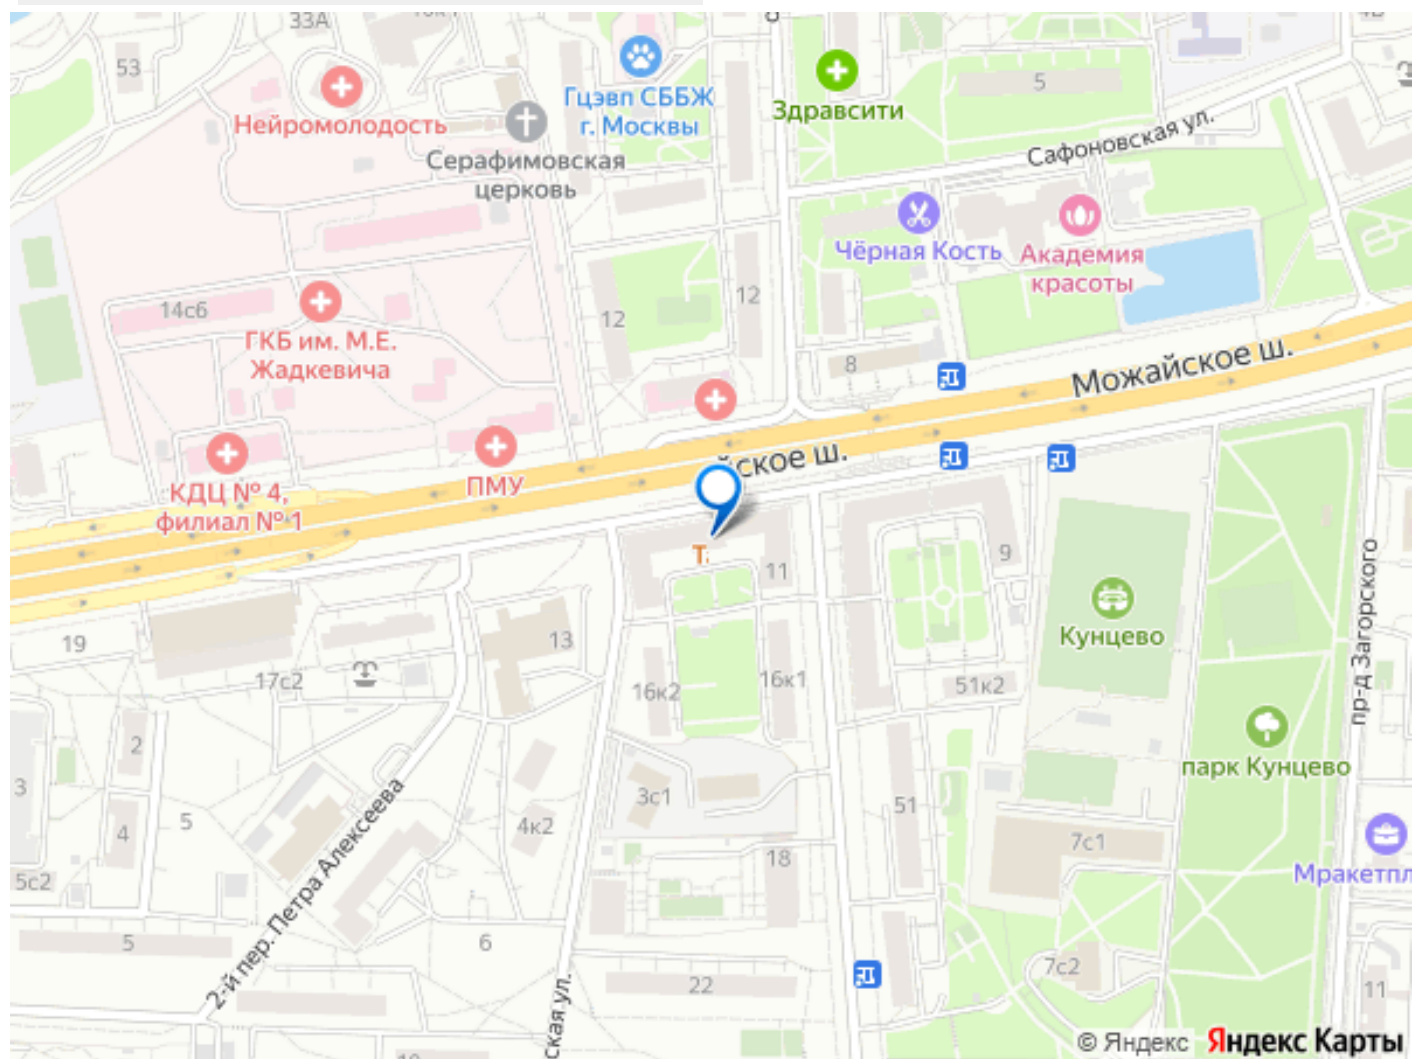 33А
53
Гцэвп СББЖ
г. Москвы
Здравсити
5
Нейромолодость
Серафимовская
церковь
Сафоновская ул.
Чёрная Кость
Академия
красоты
14с6
12
12
ГКБ им. М.Е.
Жадкевича
8
Можайское ш.
йское ш.
КДЦ № 4,
филиал № 1
ПМУ
11
9
13
Кунцево
19
17с2
16к2
16к1
51к2
пр-д Загорского
2
3
3с1
парк Кунцево
4
5
4к2
51
7с1
5с2
18
Мракетпл
2-й пер. Петра Алексеева
5
6
22
7с2
11
ская ул.
© Яндекс Яндекс Карты